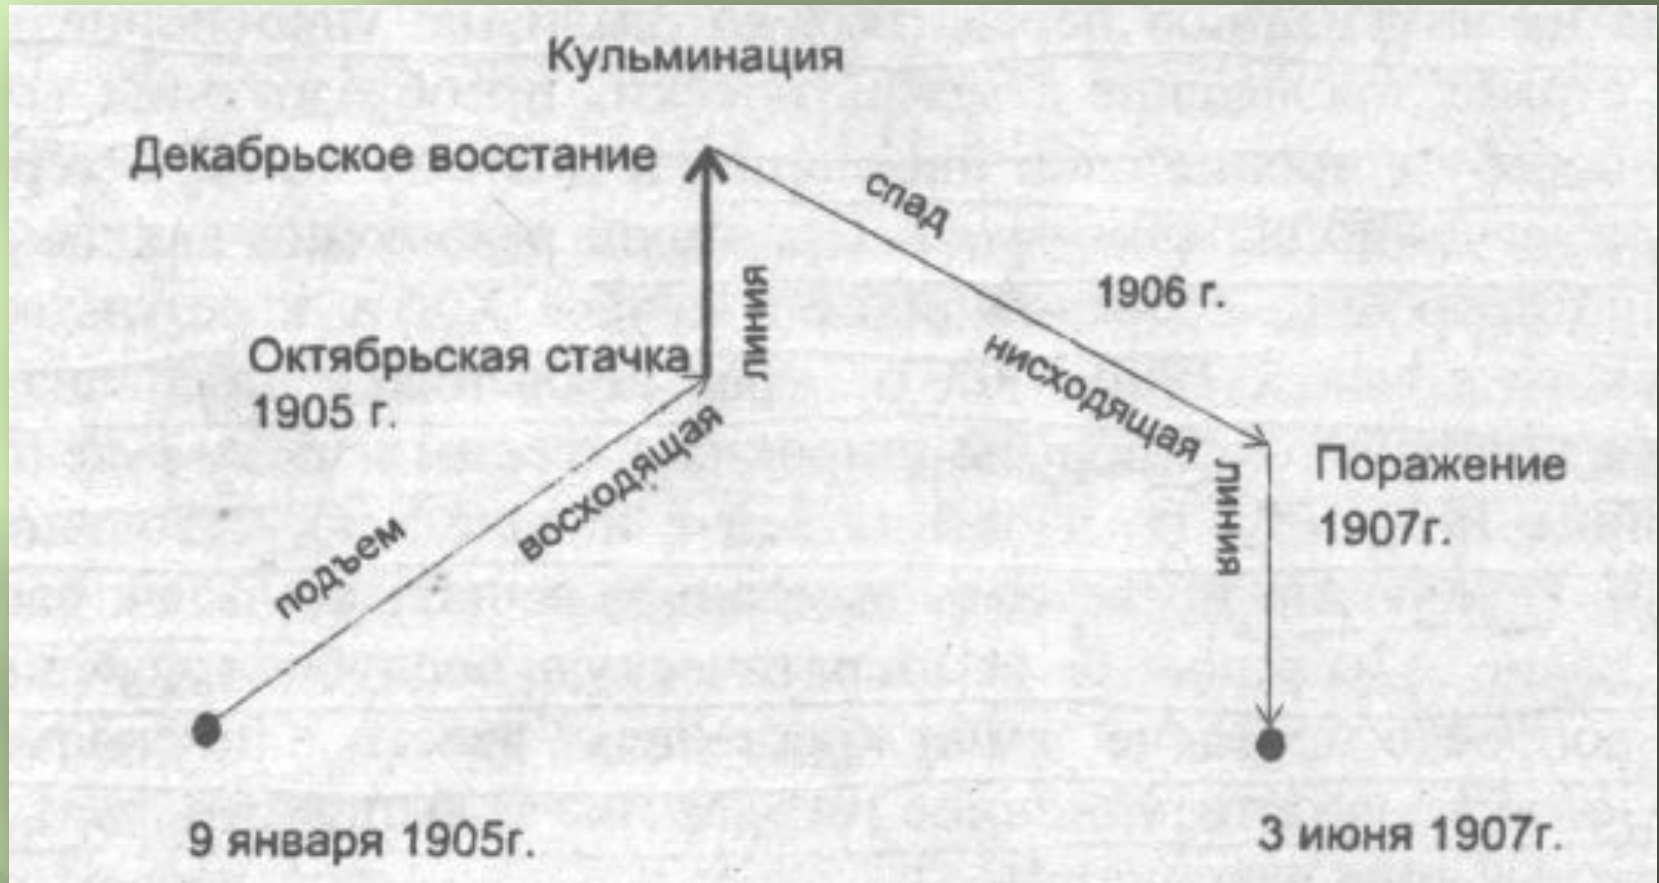 Кульминация
Декабрьское восстание
спад
1906 г.
линия
Октябрьская стачка
1905 г.
нисходящая
восходящая
линия
Поражение
1907г.
подъем
9 января 1905г.
3 июня 1907г.